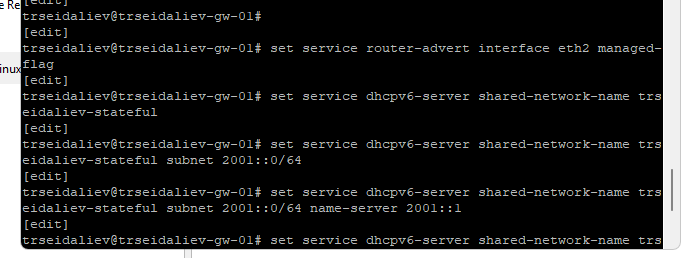 e Re
inux
[edit]
trseidaliev@trseidaliev-gw-01#
[edit]
trseidaliev@trseidaliev-gw-01# set service router-advert interface eth2 managed-
flag
[edit]
trseidaliev@trseidaliev-gw-01# set service dhcpv6-server shared-network-name trs
eidaliev-stateful
[edit]
trseidaliev@trseidaliev-gw-01# set service dhcpv6-server shared-network-name trs
eidaliev-stateful subnet 2001::0/64
[edit]
trseidaliev@trseidaliev-gw-01# set service dhcpv6-server shared-network-name trs
eidaliev-stateful subnet 2001::0/64 name-server 2001::1
[edit]
trseidaliev@trseidaliev-gw-01# set service dhcpv6-server shared-network-name trs